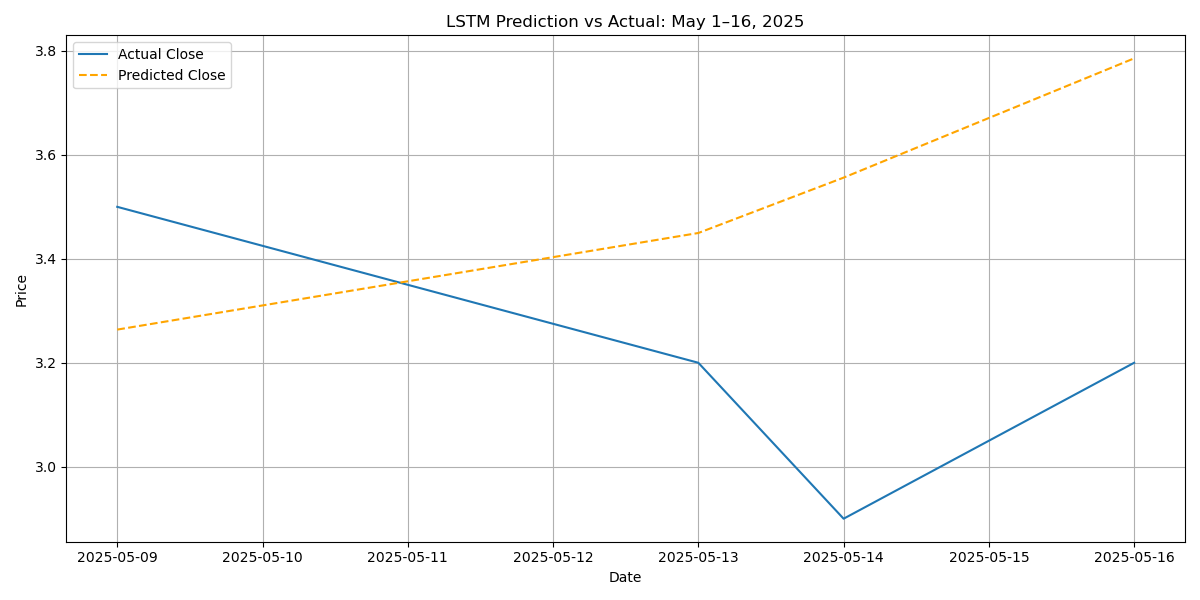 LSTM Prediction vs Actual: May 1–16, 2025
Actual Close
Predicted Close
3.8
3.6
3.4
3.2
3.0
Price
2025-05-09
2025-05-10
2025-05-11
2025-05-12
2025-05-13
2025-05-14
2025-05-15
2025-05-16
Date